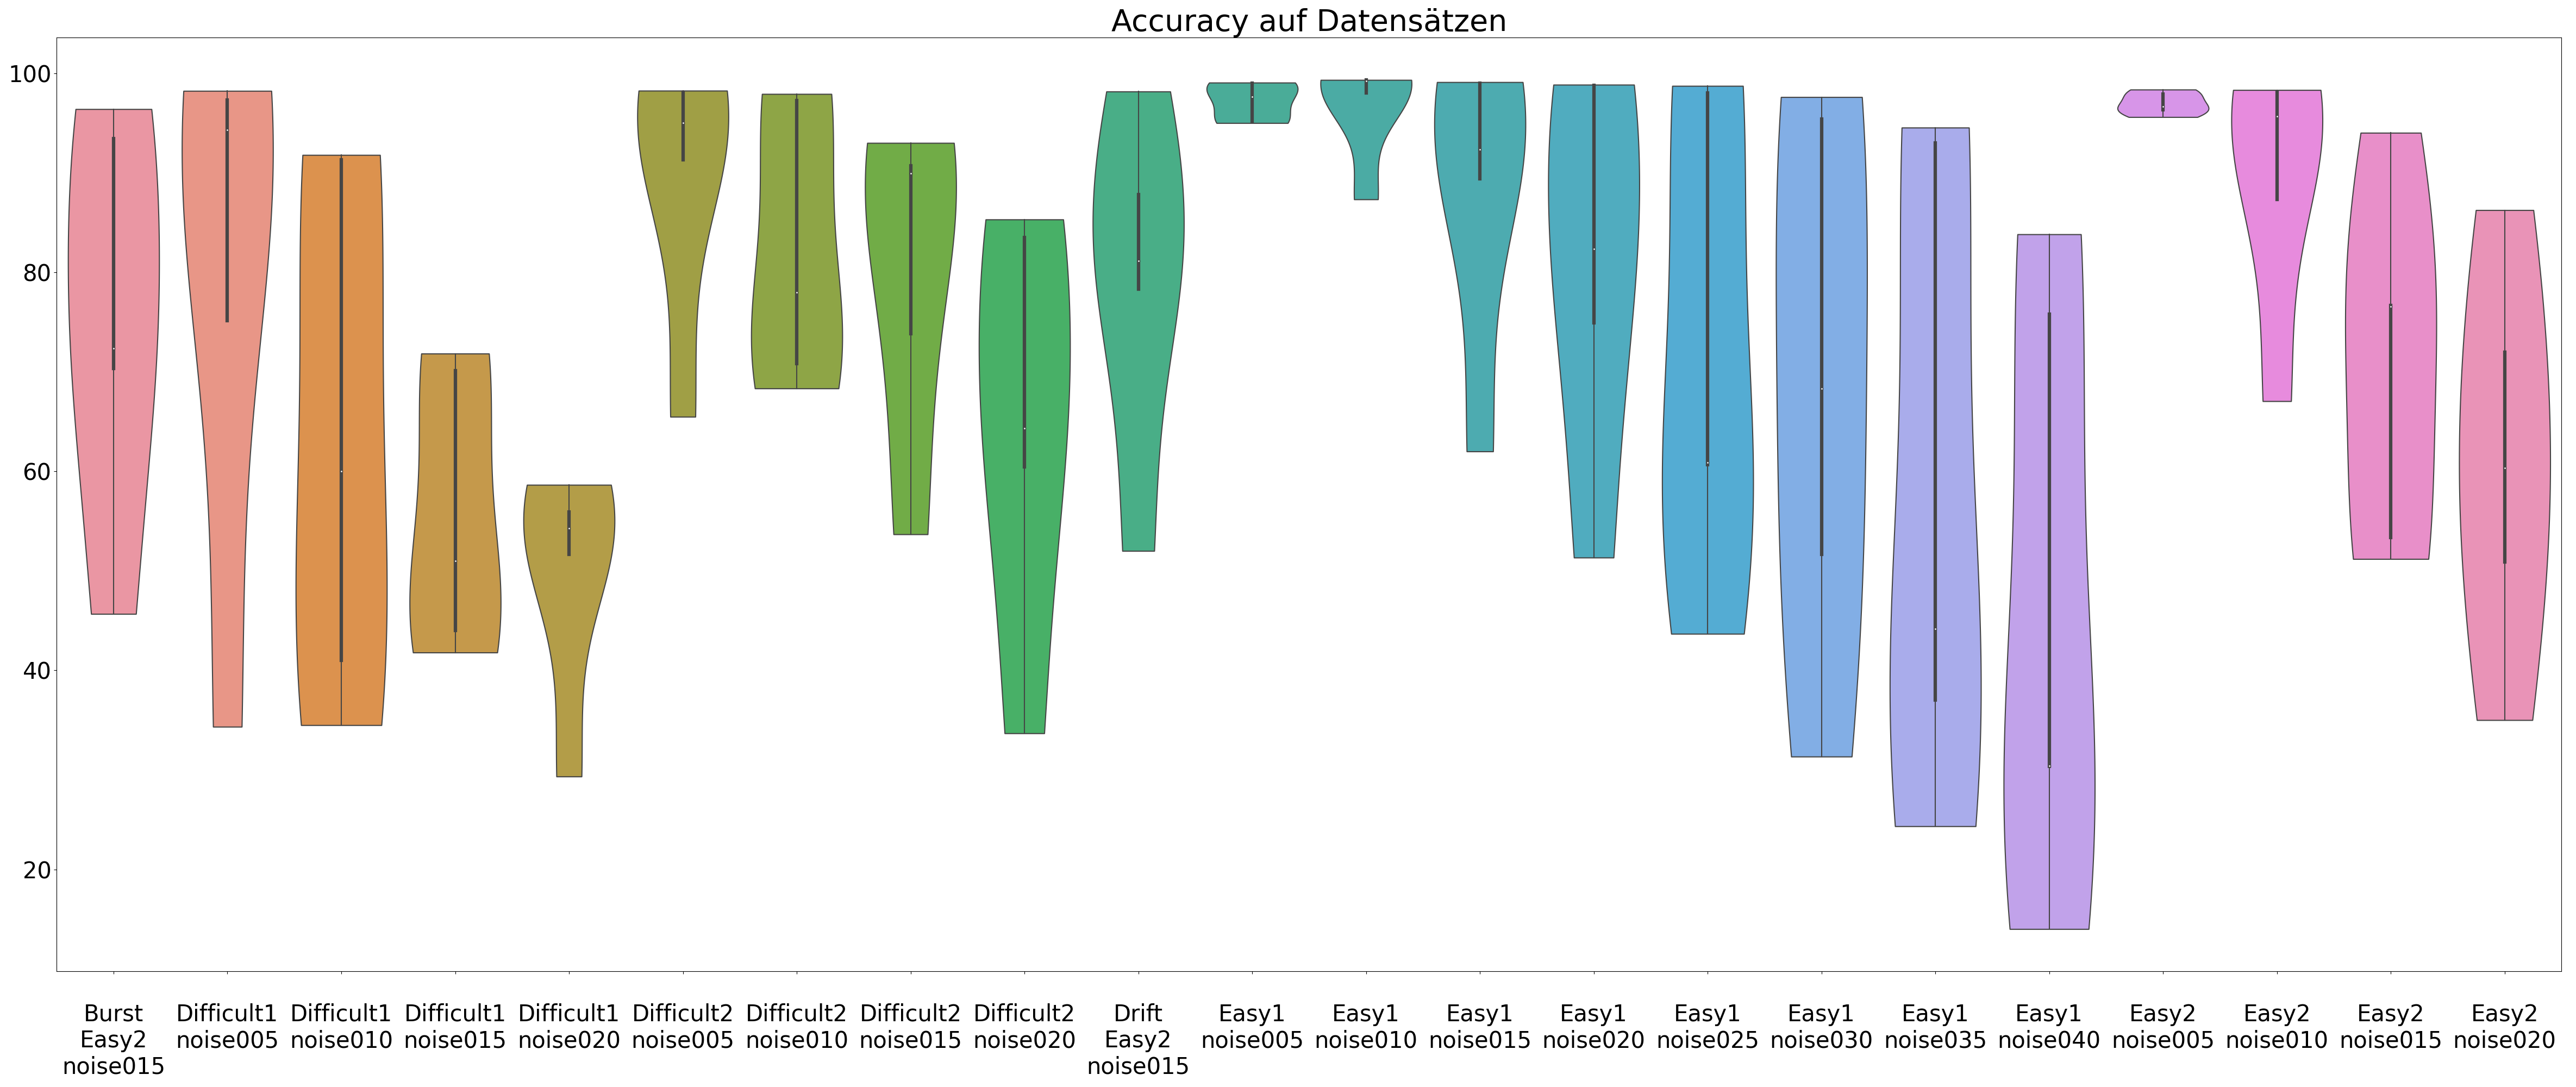 Accuracy auf Datensätzen
100
80
60
40
20
Burst
Easy2
noise015
Difficult1
noise005
Difficult1
noise010
Difficult1
noise015
Difficult1
noise020
Difficult2
noise005
Difficult2
noise010
Difficult2
noise015
Difficult2
noise020
Drift
Easy2
noise015
Easy1
noise005
Easy1
noise010
Easy1
noise015
Easy1
noise020
Easy1
noise025
Easy1
noise030
Easy1
noise035
Easy1
noise040
Easy2
noise005
Easy2
noise010
Easy2
noise015
Easy2
noise020